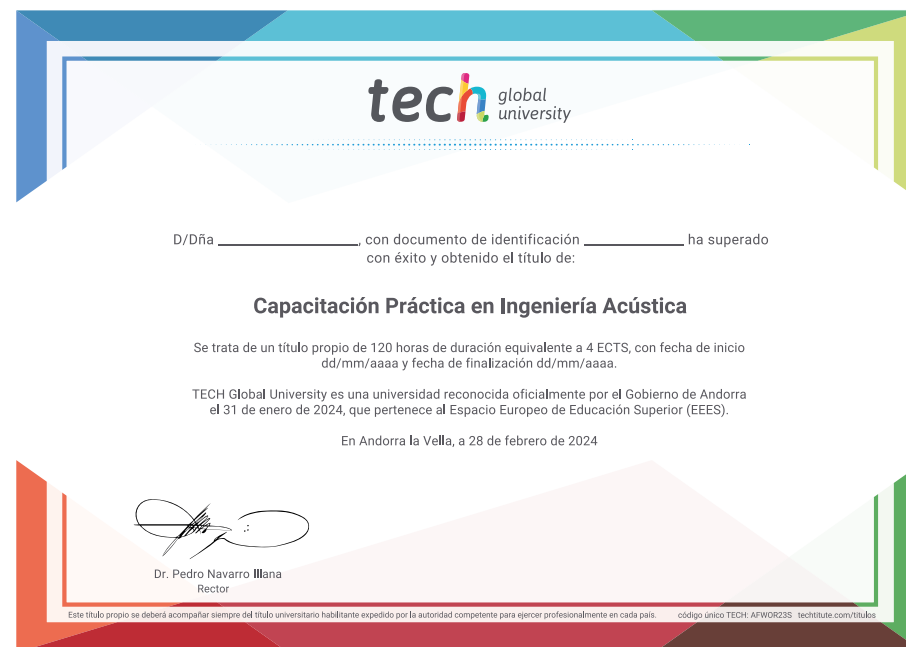 tech global university
D/Dña ____________________, con documento de identificación ______________ ha superado
con éxito y obtenido el título de:
Capacitación Práctica en Ingeniería Acústica
Se trata de un título propio de 120 horas de duración equivalente a 4 ECTS, con fecha de inicio
dd/mm/aaaa y fecha de finalización dd/mm/aaaa.
TECH Global University es una universidad reconocida oficialmente por el Gobierno de Andorra
el 31 de enero de 2024, que pertenece al Espacio Europeo de Educación Superior (EEES).
En Andorra la Vella, a 28 de febrero de 2024
Dr. Pedro Navarro Illana
Rector
Este título propio se deberá acompañar siempre del título universitario habilitante expedido por la autoridad competente para ejercer profesionalmente en cada país. código único TECH: AFWOR23S techtitute.com/titulos